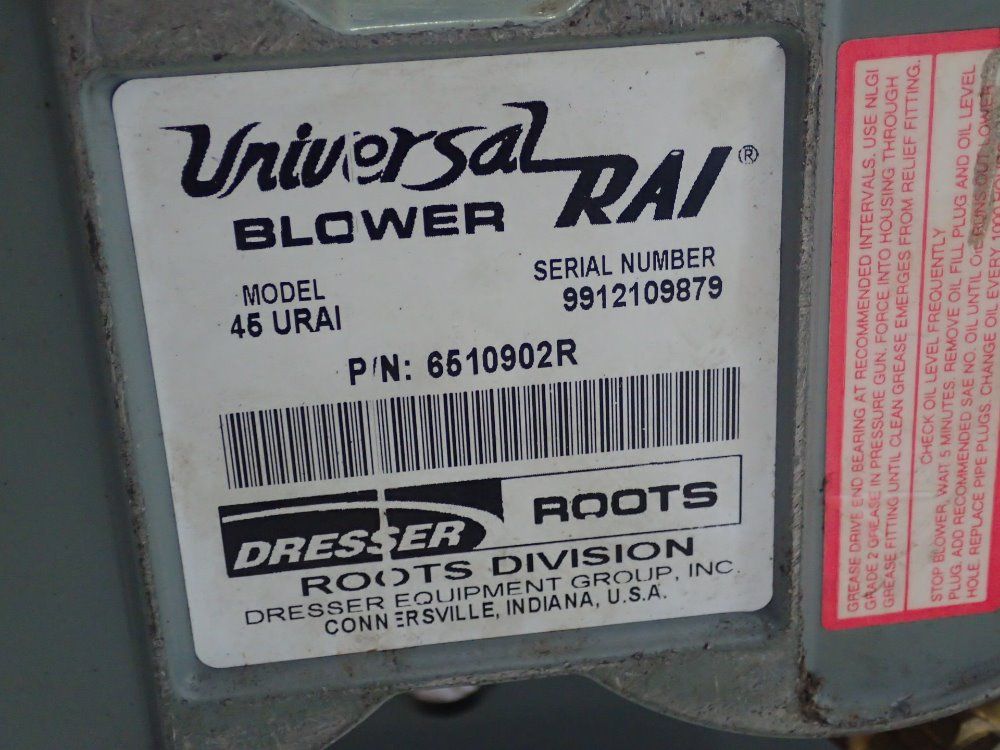 Universal
RAI ®
BLOWER
MODEL
45 URAI
SERIAL NUMBER
9912109879
P/N: 6510902R
DRESSER ROOTS
ROOTS DIVISION
DRESSER EQUIPMENT GROUP, INC.
CONNERSVILLE, INDIANA, U.S.A.
GREASE DRIVE END BEARING AT RECOMMENDED INTERVALS. USE NLGI
GRADE 2 GREASE IN PRESSURE GUN. FORCE INTO HOUSING THROUGH
GREASE FITTING UNTIL CLEAN GREASE EMERGES FROM RELIEF FITTING.
CHECK OIL LEVEL FREQUENTLY
STOP BLOWER, WAIT 5 MINUTES. REMOVE OIL FILL PLUG AND OIL LEVEL
PLUG. ADD RECOMMENDED SAE NO. OIL UNTIL OIL RUNS OUT LOWER
HOLE. REPLACE PIPE PLUGS. CHANGE OIL EVERY